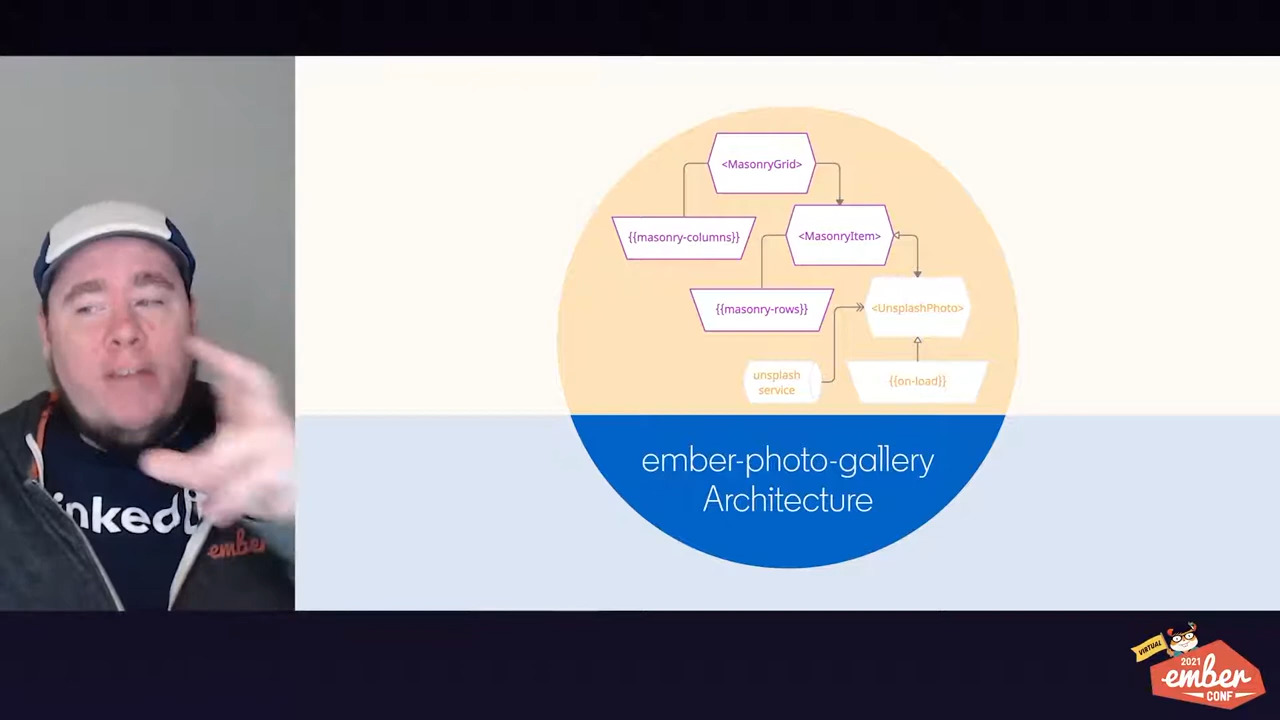 <MasonryGrid>
{{masonry-columns}}
<MasonryItem>
{{masonry-rows}}
<UnsplashPhoto>
unsplash
service
{{on-load}}
ember-photo-gallery
Architecture
ember
VIRTUAL
2021
ember
CONF